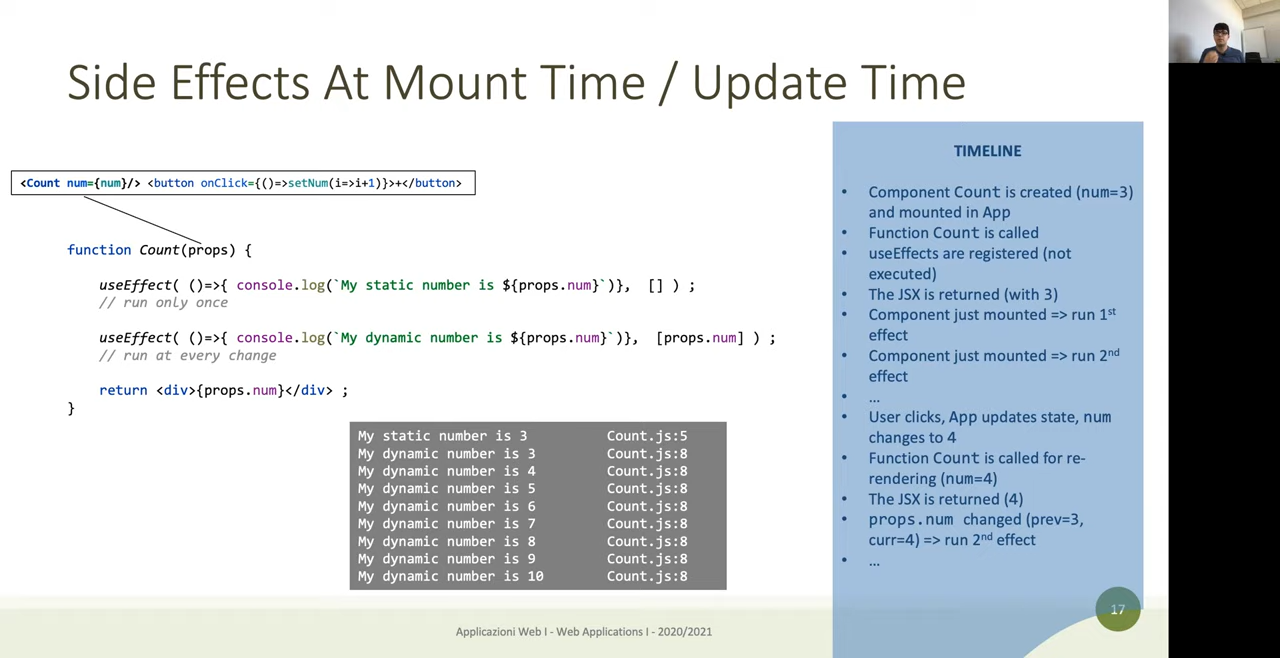 Side Effects At Mount Time / Update Time
<Count num={num}/> <button onClick={()=>setNum(i=>i+1)}>+</button>
function Count(props) {
useEffect( ()=>{ console.log(`My static number is ${props.num}`)}, [] ) ;
// run only once
useEffect( ()=>{ console.log(`My dynamic number is ${props.num}`)}, [props.num] ) ;
// run at every change
return <div>{props.num}</div> ;
}
My static number is 3 Count.js:5
My dynamic number is 3 Count.js:8
My dynamic number is 4 Count.js:8
My dynamic number is 5 Count.js:8
My dynamic number is 6 Count.js:8
My dynamic number is 7 Count.js:8
My dynamic number is 8 Count.js:8
My dynamic number is 9 Count.js:8
My dynamic number is 10 Count.js:8
TIMELINE
• Component Count is created (num=3)
and mounted in App
• Function Count is called
• useEffects are registered (not
executed)
• The JSX is returned (with 3)
• Component just mounted => run 1st
effect
• Component just mounted => run 2nd
effect
• …
• User clicks, App updates state, num
changes to 4
• Function Count is called for re-
rendering (num=4)
• The JSX is returned (4)
• props.num changed (prev=3,
curr=4) => run 2nd effect
• …
17
Applicazioni Web I - Web Applications I - 2020/2021